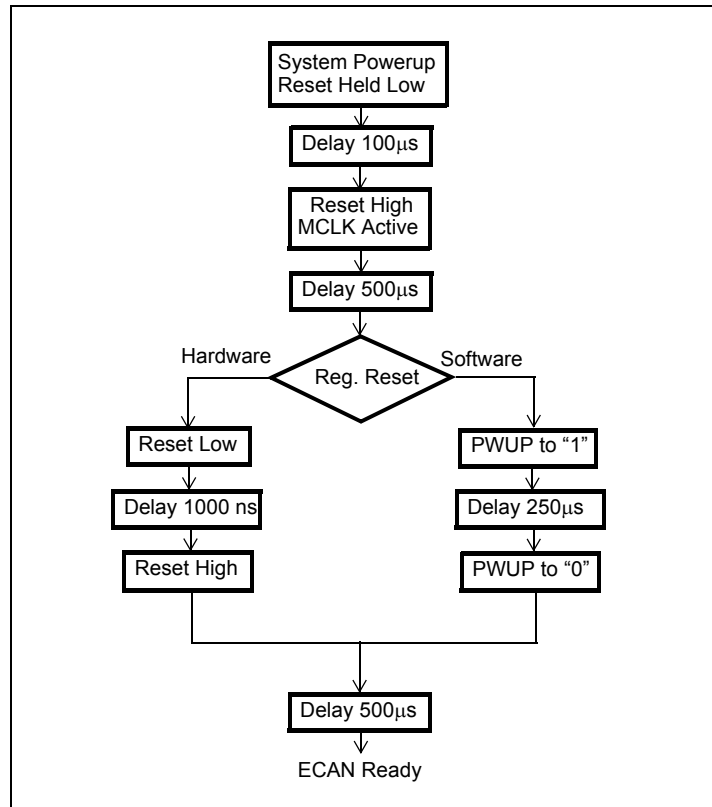 System Powerup
Reset Held Low
Delay 100μs
Reset High
MCLK Active
Delay 500μs
Hardware
Software
Reg. Reset
Reset Low
PWUP to “1”
Delay 1000 ns
Delay 250μs
Reset High
PWUP to “0”
Delay 500μs
ECAN Ready